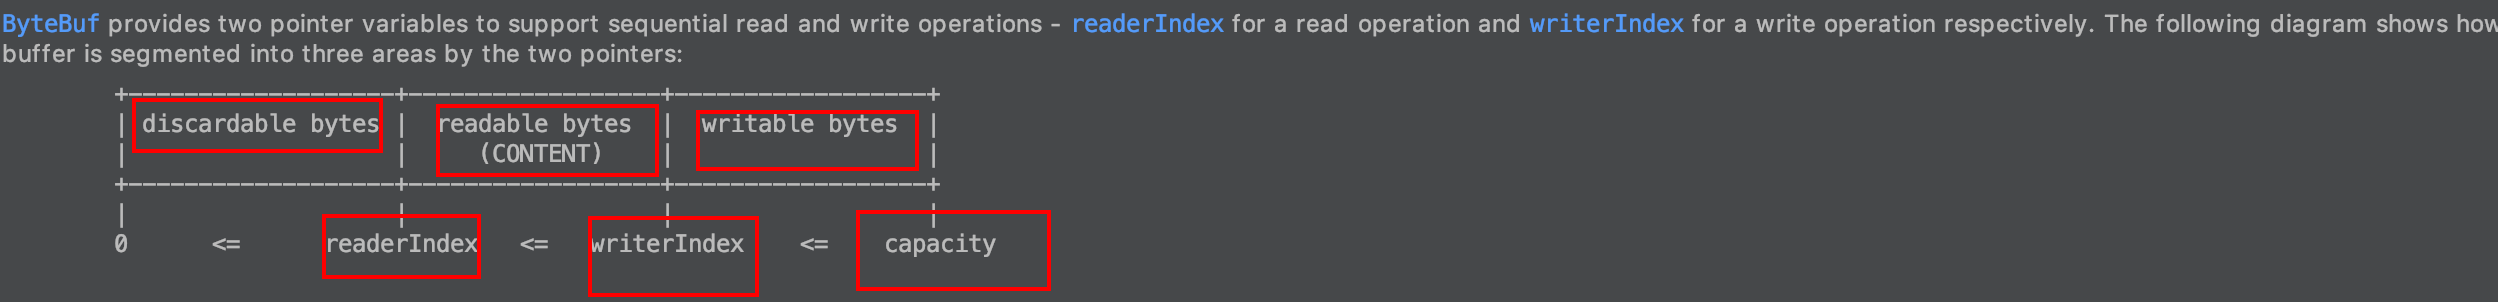 ByteBuf provides two pointer variables to support sequential read and write operations - readerIndex for a read operation and writerIndex for a write operation respectively. The following diagram shows how
buffer is segmented into three areas by the two pointers:
+-------------------+------------------+------------------+
| discardable bytes | readable bytes | writable bytes |
| | (CONTENT) | |
+-------------------+------------------+------------------+
| | | |
0 <= readerIndex <= writerIndex <= capacity